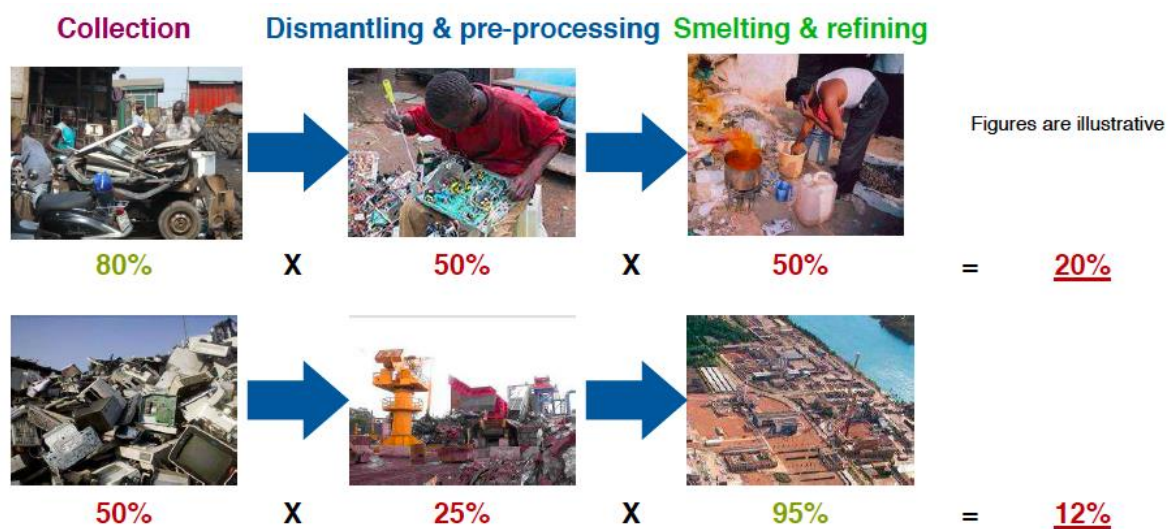 Collection Dismantling & pre-processing Smelting & refining
Figures are illustrative
80% X 50% X 50% = 20%
50% X 25% X 95% = 12%